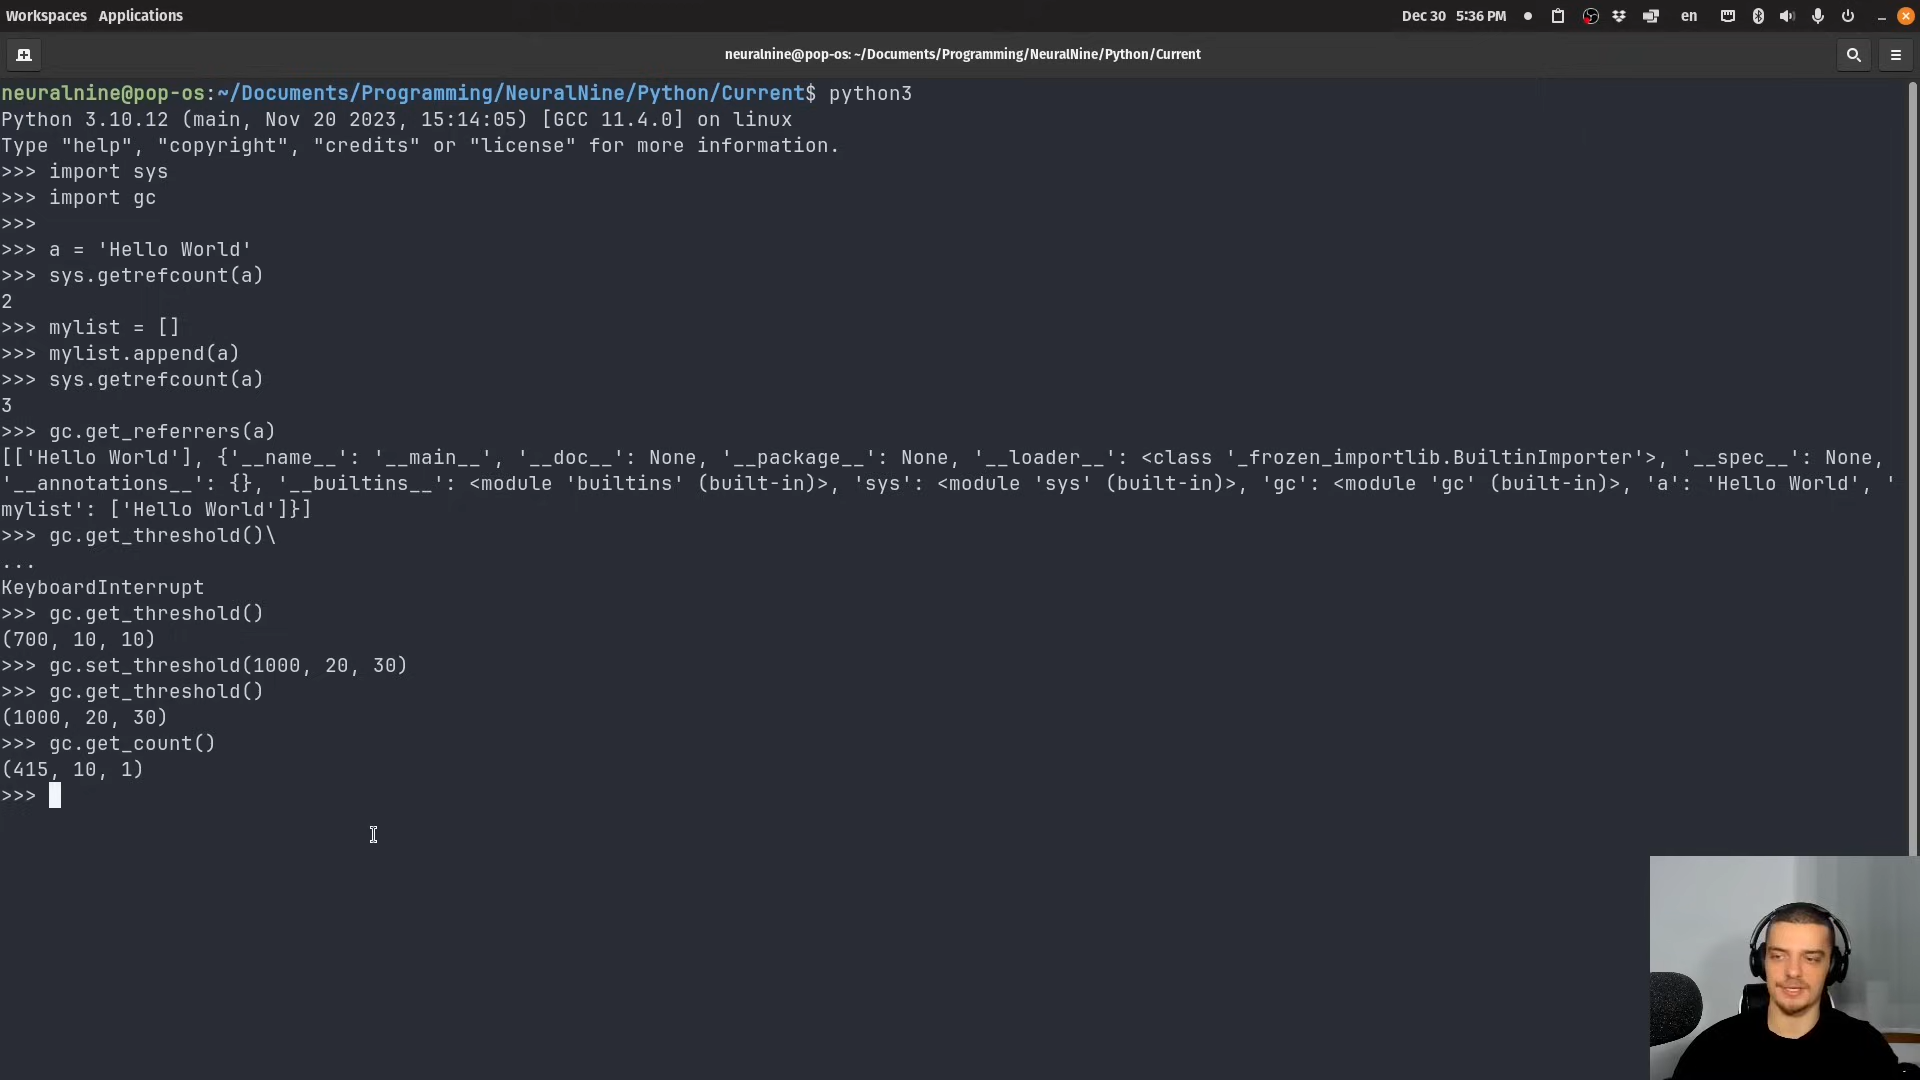 Workspaces Applications
Dec 30 5:36 PM
en
neuralnine@pop-os: ~/Documents/Programming/NeuralNine/Python/Current
neuralnine@pop-os:~/Documents/Programming/NeuralNine/Python/Current$ python3
Python 3.10.12 (main, Nov 20 2023, 15:14:05) [GCC 11.4.0] on linux
Type "help", "copyright", "credits" or "license" for more information.
>>> import sys
>>> import gc
>>>
>>> a = 'Hello World'
>>> sys.getrefcount(a)
2
>>> mylist = []
>>> mylist.append(a)
>>> sys.getrefcount(a)
3
>>> gc.get_referrers(a)
[['Hello World'], {'__name__': '__main__', '__doc__': None, '__package__': None, '__loader__': <class '_frozen_importlib.BuiltinImporter'>, '__spec__': None,
'__annotations__': {}, '__builtins__': <module 'builtins' (built-in)>, 'sys': <module 'sys' (built-in)>, 'gc': <module 'gc' (built-in)>, 'a': 'Hello World', '
mylist': ['Hello World']}]
>>> gc.get_threshold()\
...
KeyboardInterrupt
>>> gc.get_threshold()
(700, 10, 10)
>>> gc.set_threshold(1000, 20, 30)
>>> gc.get_threshold()
(1000, 20, 30)
>>> gc.get_count()
(415, 10, 1)
>>>